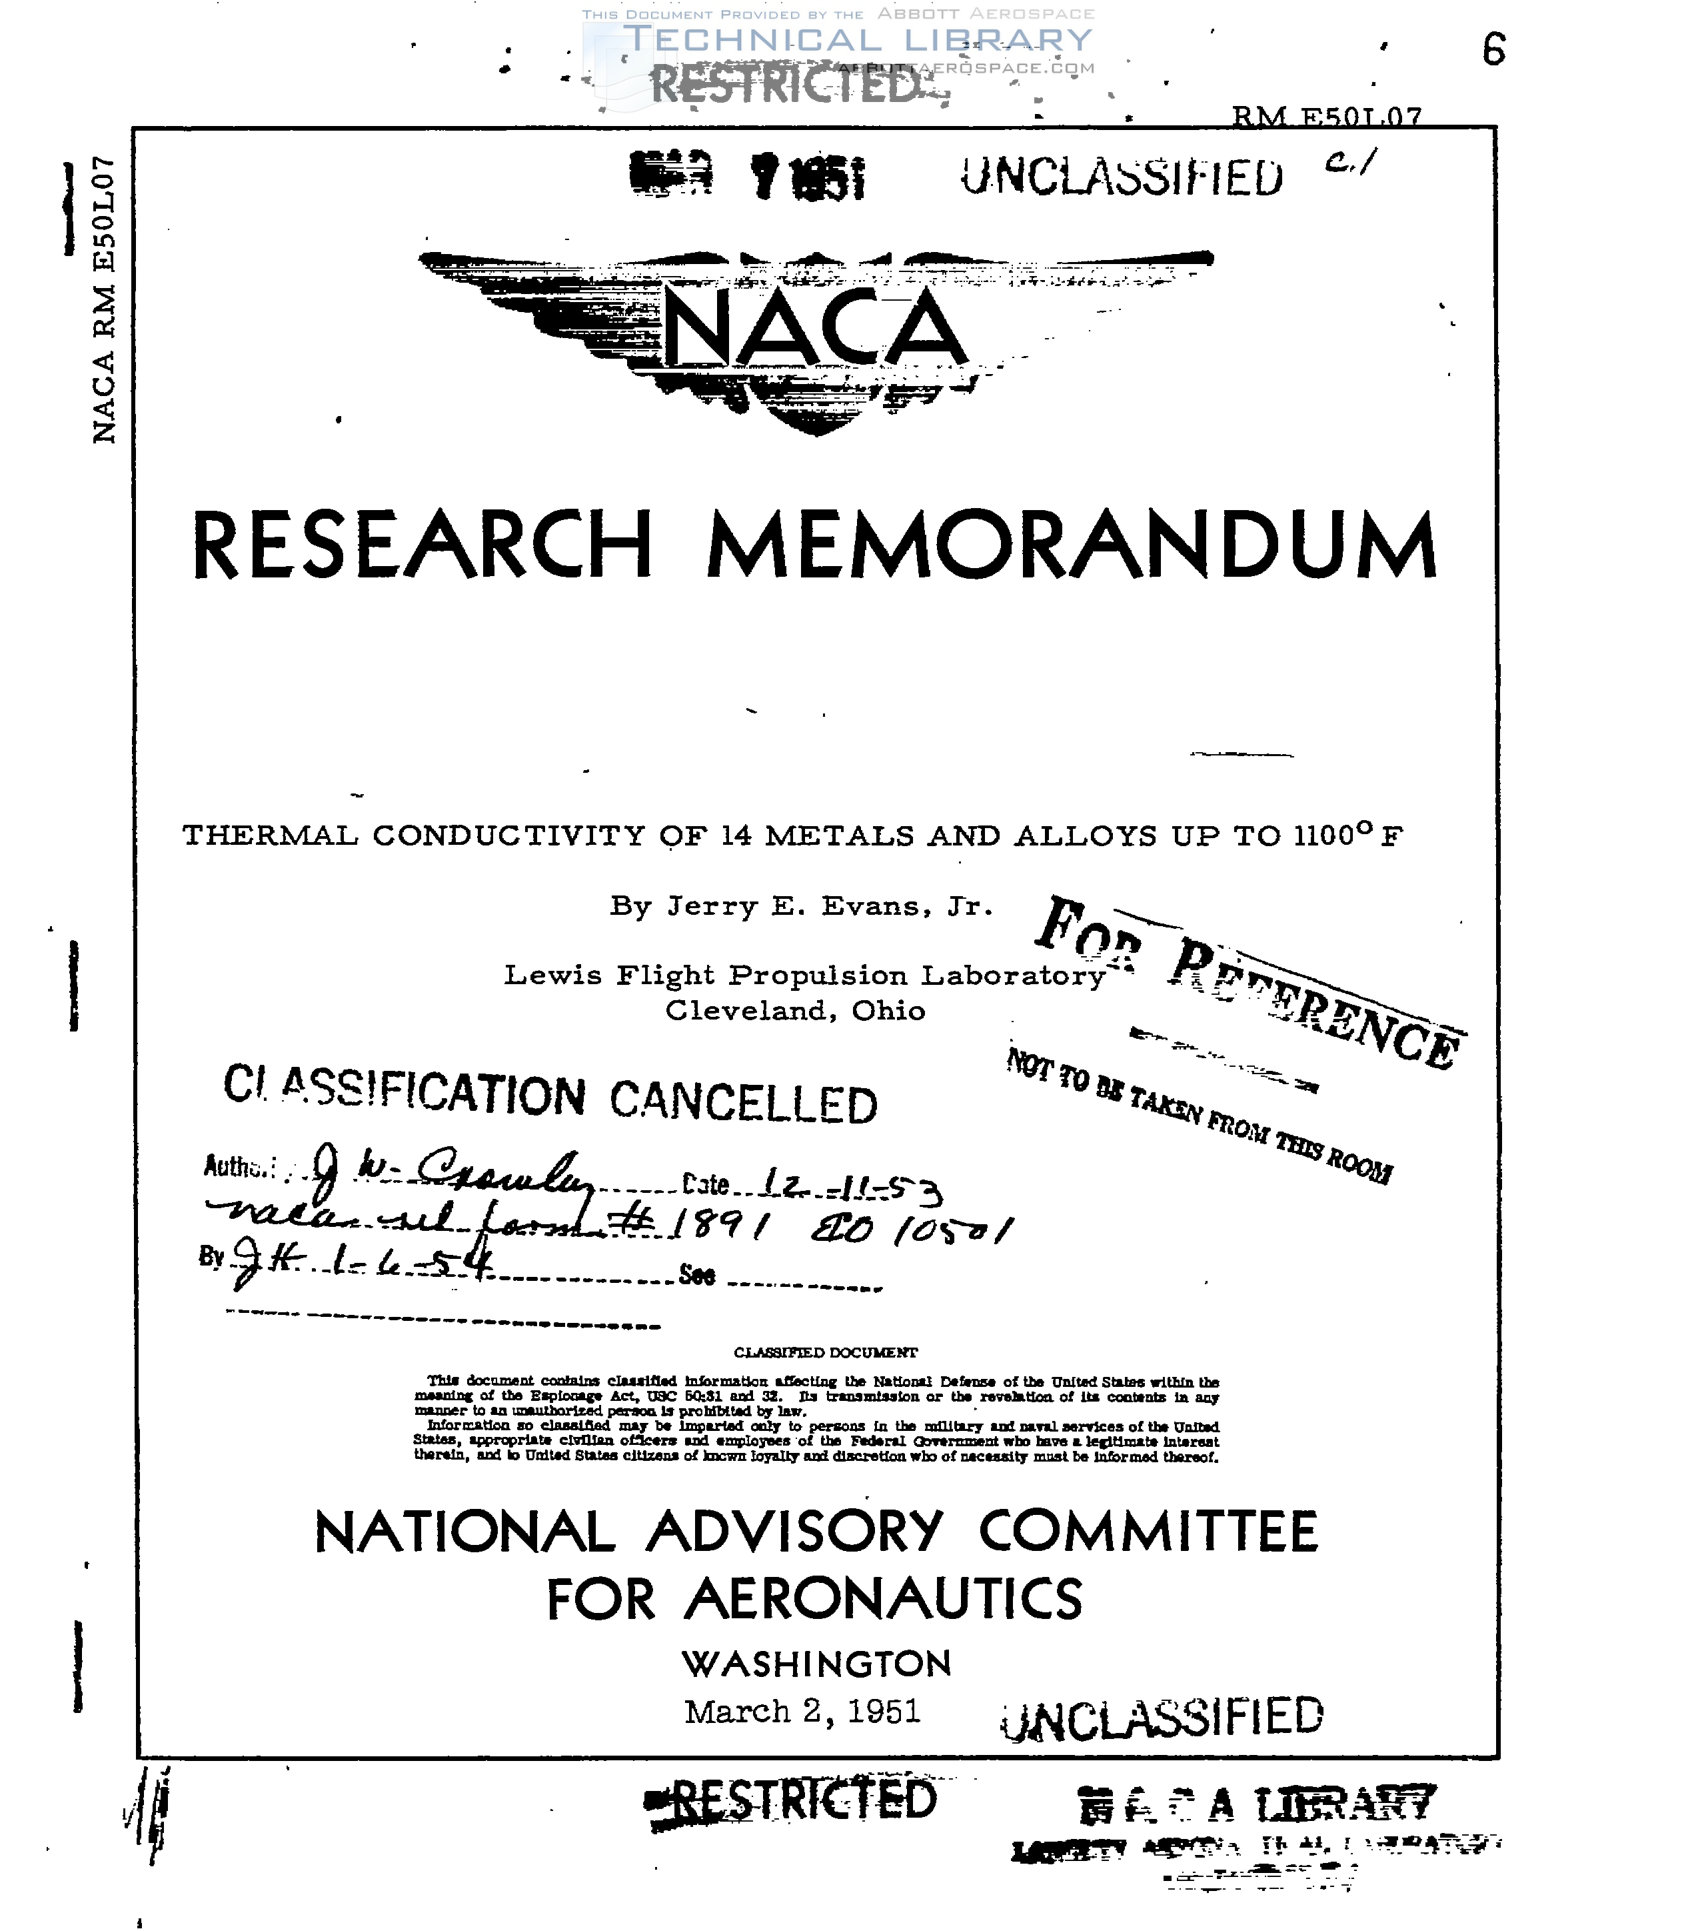 THIS DOCUMENT PROVIDED BY THE ABBOTT AEROSPACE
TECHNICAL LIBRARY
ABBOTTAEROSPACE.COM
RESTRICTED
6
RM E50L07
NACA RM E50L07
7 1951
UNCLASSIFIED
c.1
NACA
RESEARCH MEMORANDUM
THERMAL CONDUCTIVITY OF 14 METALS AND ALLOYS UP TO 1100° F
By Jerry E. Evans, Jr.
Lewis Flight Propulsion Laboratory
Cleveland, Ohio
FOR REFERENCE
NOT TO BE TAKEN FROM THIS ROOM
CLASSIFICATION CANCELLED
J W. Crowley Date 12-11-53
naca rel form # 1891 EO 10501
By JH 1-6-54 See
CLASSIFIED DOCUMENT
This document contains classified information affecting the National Defense of the United States within the
meaning of the Espionage Act, USC 50:31 and 32. Its transmission or the revelation of its contents in any
manner to an unauthorized person is prohibited by law.
Information so classified may be imparted only to persons in the military and naval services of the United
States, appropriate civilian officers and employees of the Federal Government who have a legitimate interest
therein, and to United States citizens of known loyalty and discretion who of necessity must be informed thereof.
NATIONAL ADVISORY COMMITTEE
FOR AERONAUTICS
WASHINGTON
March 2, 1951
UNCLASSIFIED
RESTRICTED
N A C A LIBRARY